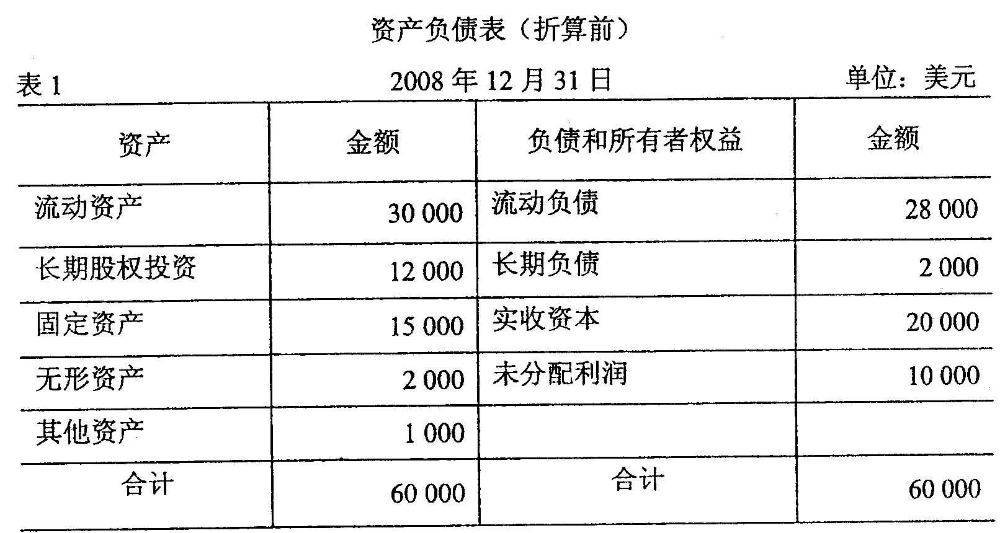 资产负债表（折算前）
表 1 2008 年 12 月 31 日 单位：美元
资产 金额 负债和所有者权益 金额
流动资产 30 000 流动负债 28 000
长期股权投资 12 000 长期负债 2 000
固定资产 15 000 实收资本 20 000
无形资产 2 000 未分配利润 10 000
其他资产 1 000
合计 60 000 合计 60 000